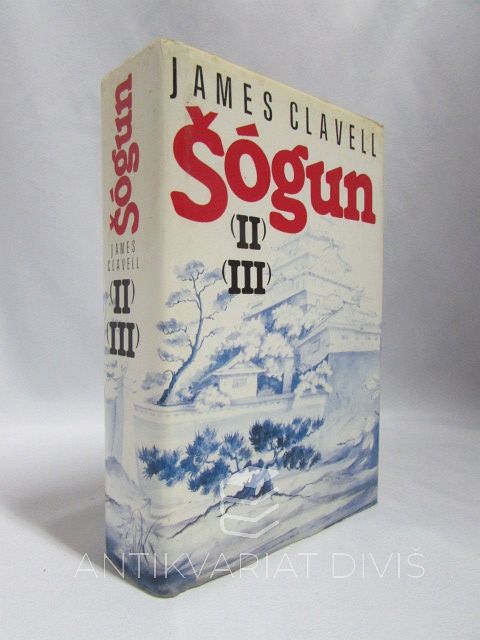 JAMES CLAVELL
Šógun
(II)
(III)
Šógun
JAMES
CLAVELL
(II)
(III)
ANTIKVARIAT DIVIŠ